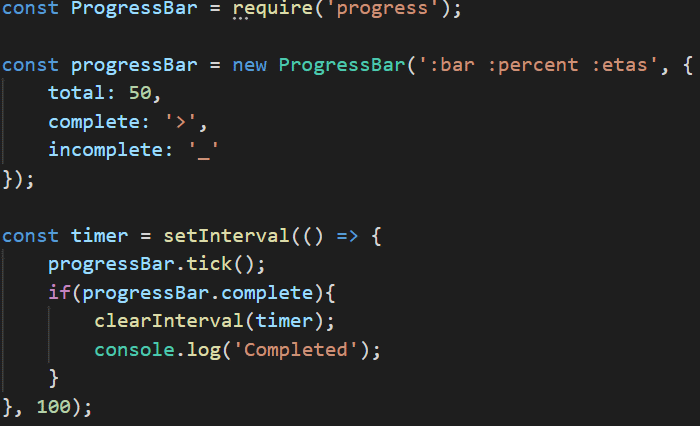 const ProgressBar = require('progress');
const progressBar = new ProgressBar(':bar :percent :etas', {
    total: 50,
    complete: '>',
    incomplete: '_'
});
const timer = setInterval(() => {
    progressBar.tick();
    if(progressBar.complete){
        clearInterval(timer);
        console.log('Completed');
    }
}, 100);